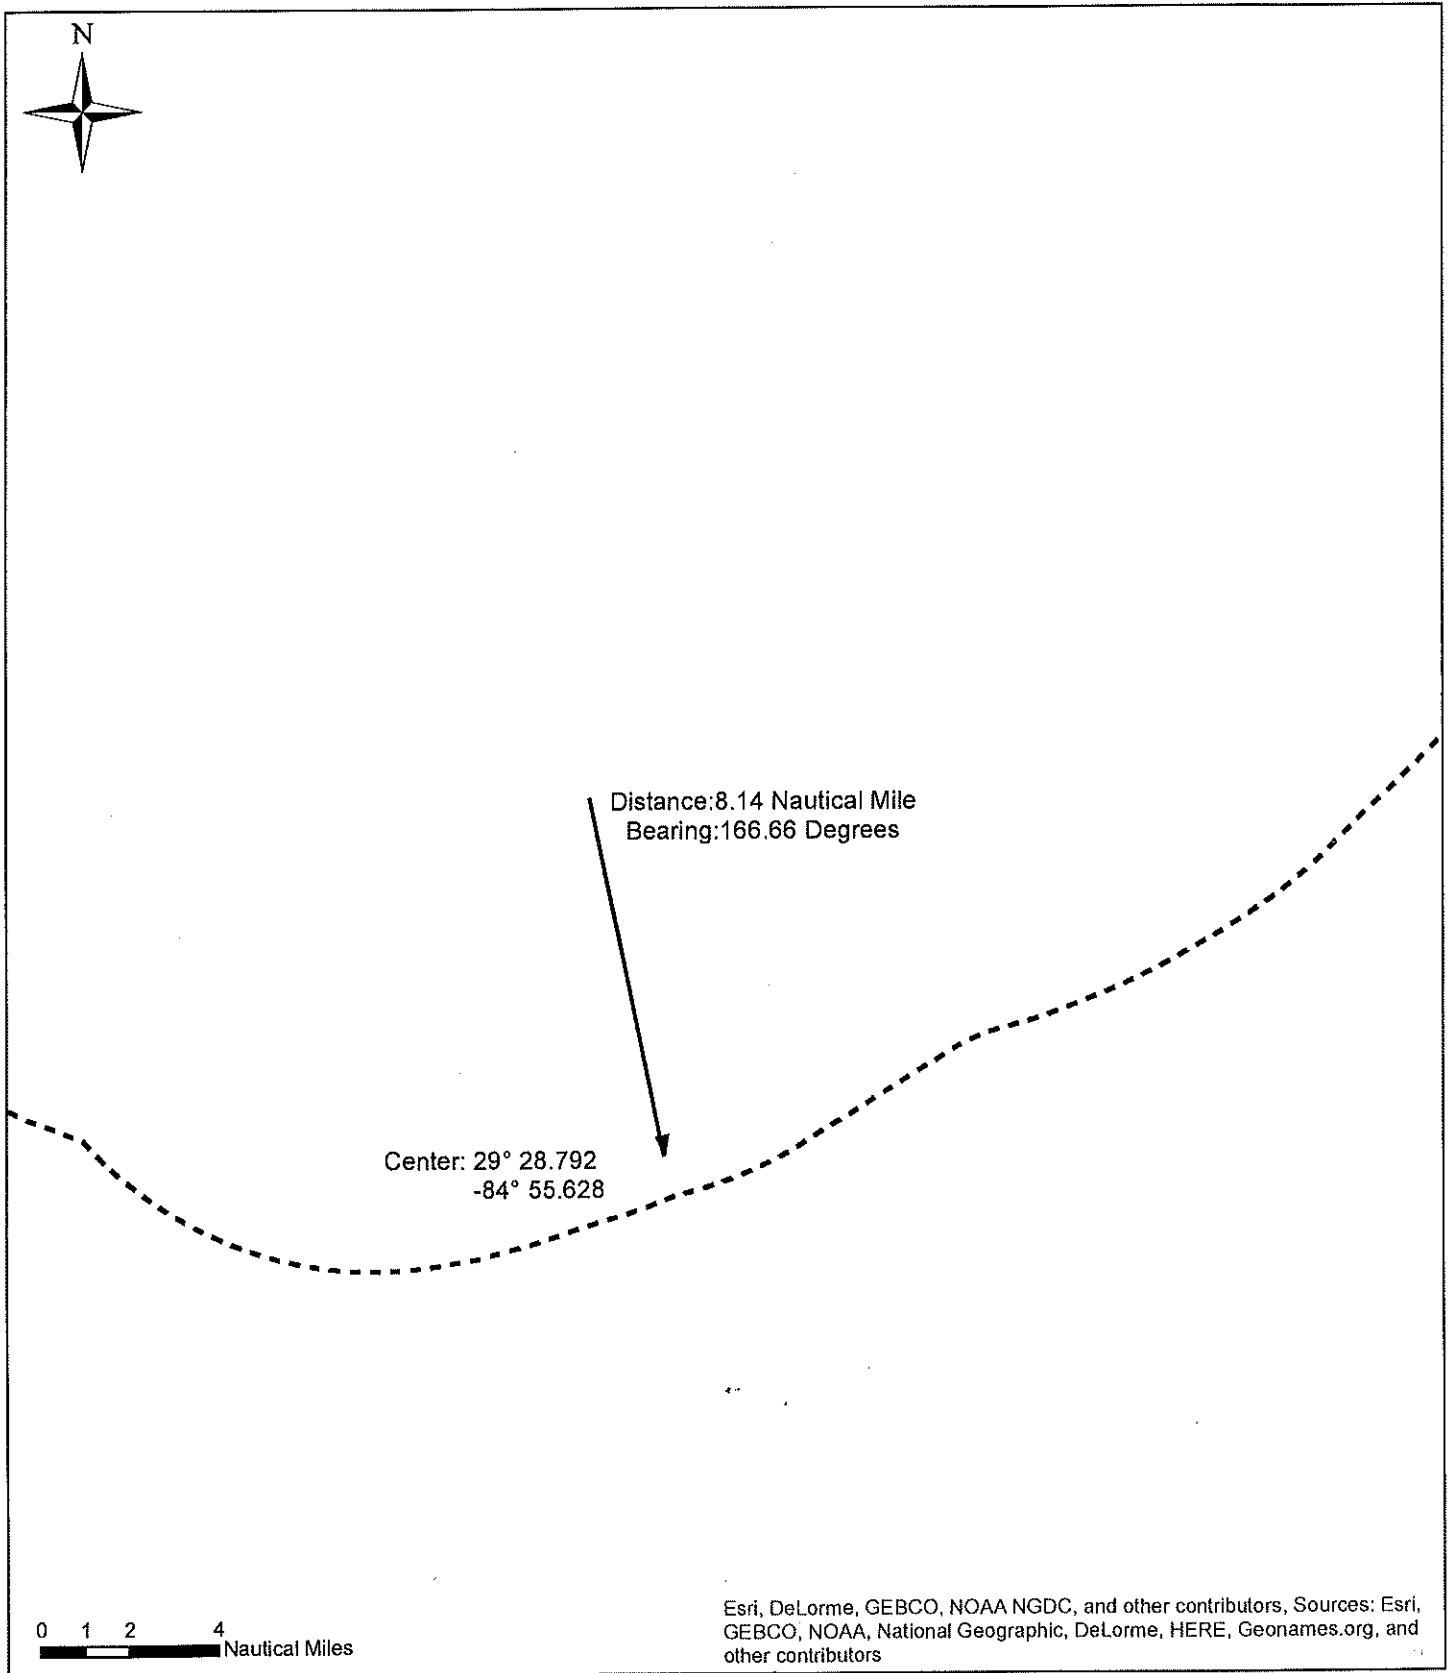 N
Distance:8.14 Nautical Mile
Bearing:166.66 Degrees
Center: 29° 28.792
-84° 55.628
0 1 2 4
Nautical Miles
Esri, DeLorme, GEBCO, NOAA NGDC, and other contributors, Sources: Esri,
GEBCO, NOAA, National Geographic, DeLorme, HERE, Geonames.org, and
other contributors